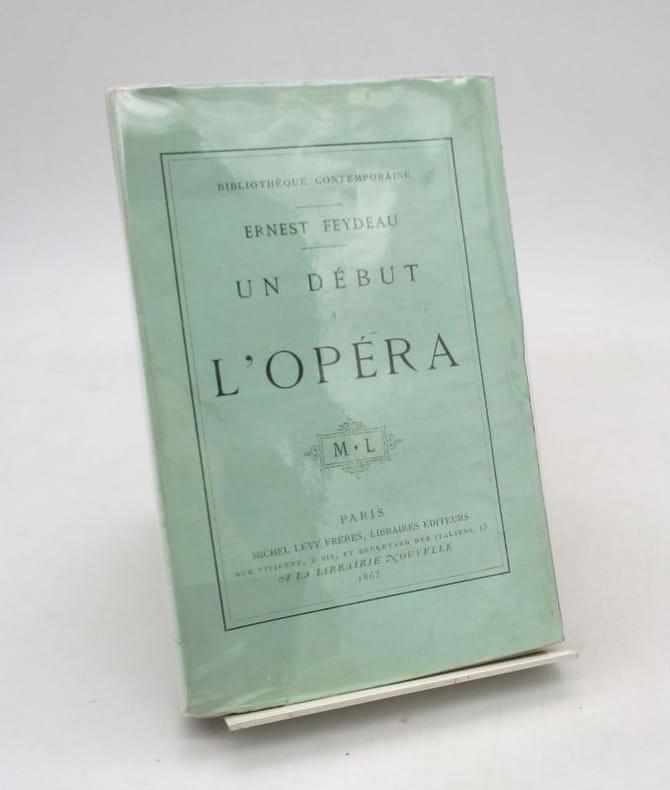 BIBLIOTHÈQUE CONTEMPORAINE
ERNEST FEYDEAU
UN DÉBUT
A
L'OPÉRA
M·L
PARIS
MICHEL LÉVY FRÈRES, LIBRAIRES ÉDITEURS
RUE VIVIENNE, 2 BIS, ET BOULEVARD DES ITALIENS, 15
A LA LIBRAIRIE NOUVELLE
1863